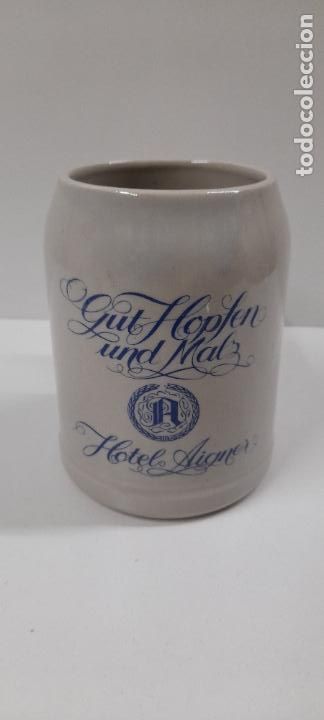 Gut Hopfen
und Malz
A
Hotel Aigner
todocoleccion